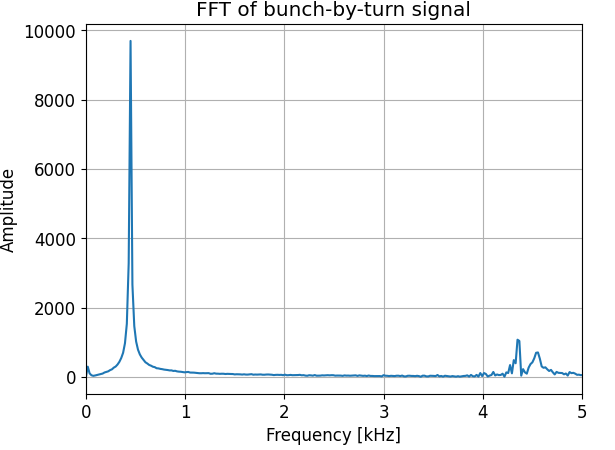 FFT of bunch-by-turn signal
10000
8000
6000
4000
2000
0
Amplitude
0 1 2 3 4 5
Frequency [kHz]